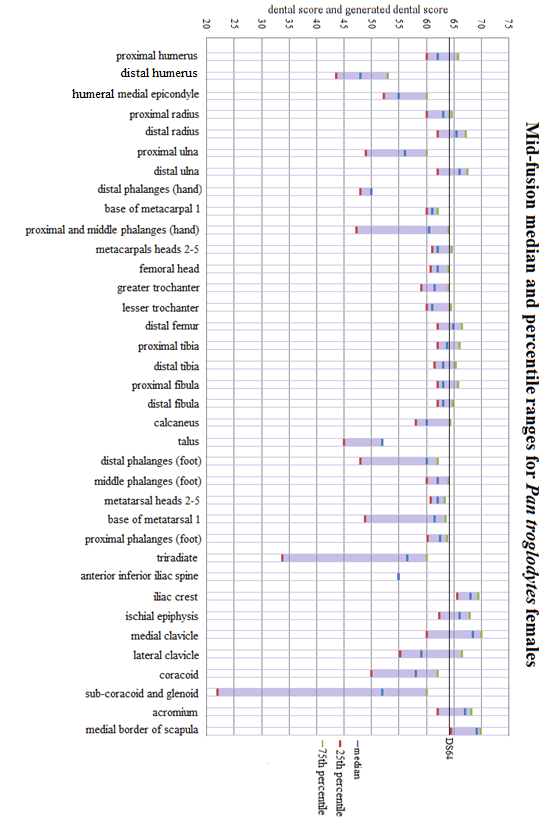 dental score and generated dental score
20 25 30 35 40 45 50 55 60 65 70 75
proximal humerus
distal humerus
humeral medial epicondyle
proximal radius
distal radius
proximal ulna
distal ulna
distal phalanges (hand)
base of metacarpal 1
proximal and middle phalanges (hand)
metacarpals heads 2-5
femoral head
greater trochanter
lesser trochanter
distal femur
proximal tibia
distal tibia
proximal fibula
distal fibula
calcaneus
talus
distal phalanges (foot)
middle phalanges (foot)
metatarsal heads 2-5
base of metatarsal 1
proximal phalanges (foot)
triradiate
anterior inferior iliac spine
iliac crest
ischial epiphysis
medial clavicle
lateral clavicle
coracoid
sub-coracoid and glenoid
acromium
medial border of scapula
Mid-fusion median and percentile ranges for Pan troglodytes females
DS64
median
25th percentile
75th percentile